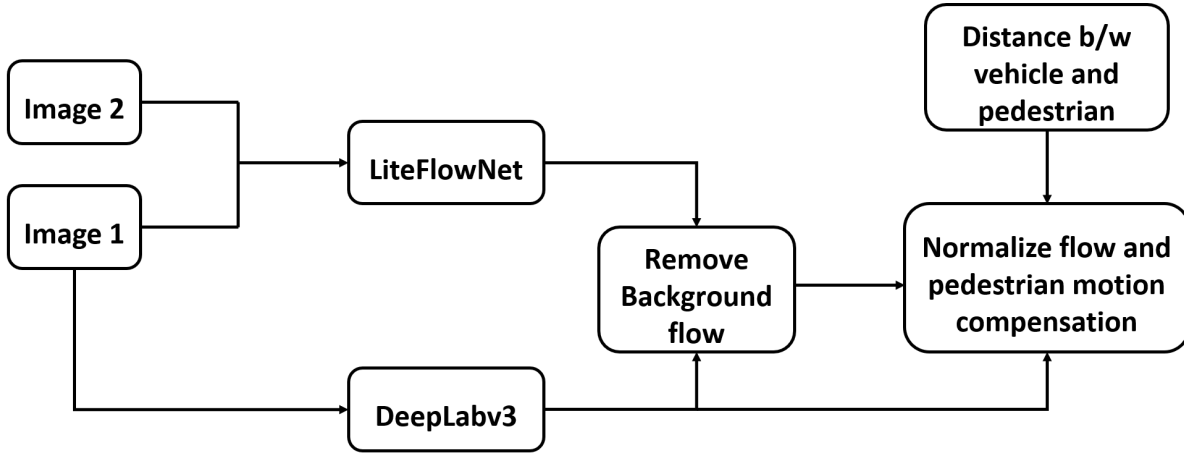 Image 2
Image 1
LiteFlowNet
DeepLabv3
Remove
Background
flow
Distance b/w
vehicle and
pedestrian
Normalize flow and
pedestrian motion
compensation